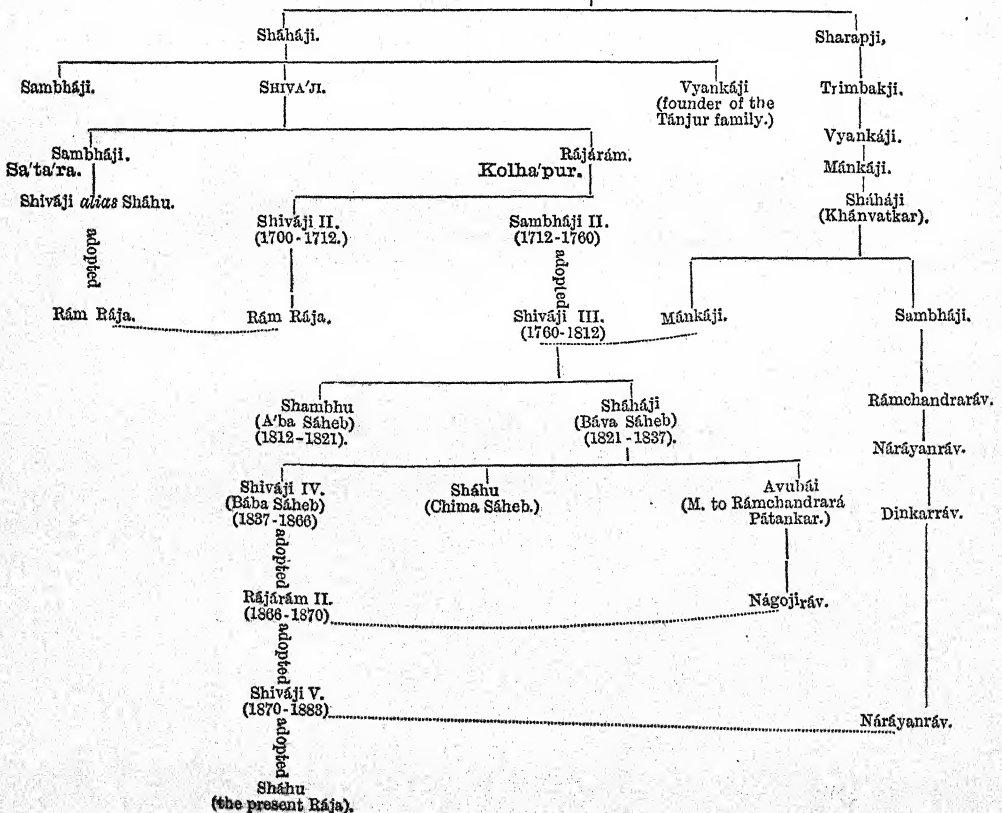 Sháháji.
Sharapji,
Sambháji.
SHIVA'JI.
Vyankáji
(founder of the
Tánjur family.)
Trimbakji.
Vyankáji.
Mánkáji.
Sháháji
(Khánvatkar).
Sambháji.
Sa'ta'ra.
Rájárám.
Kolha'pur.
Shiváji alias Sháhu.
Shiváji II.
(1700-1712.)
Sambháji II.
(1712-1760)
adopted
adopted
Rám Rája.
Rám Rája.
Shiváji III.
(1760-1812)
Mánkáji.
Sambháji.
Shambhu
(A'ba Sáheb)
(1812-1821).
Sháháji
(Báva Sáheb)
(1821-1837).
Rámchandraráv.
Náráyanráv.
Shiváji IV.
(Bába Sáheb)
(1837-1866)
Sháhu
(Chima Sáheb.)
Avubái
(M. to Rámchandrará
Pátankar.)
Dinkarráv.
adopted
Rájárám II.
(1866-1870)
Nágojiráv.
adopted
Shiváji V.
(1870-1883)
Náráyanráv.
adopted
Sháhu
(the present Rája).